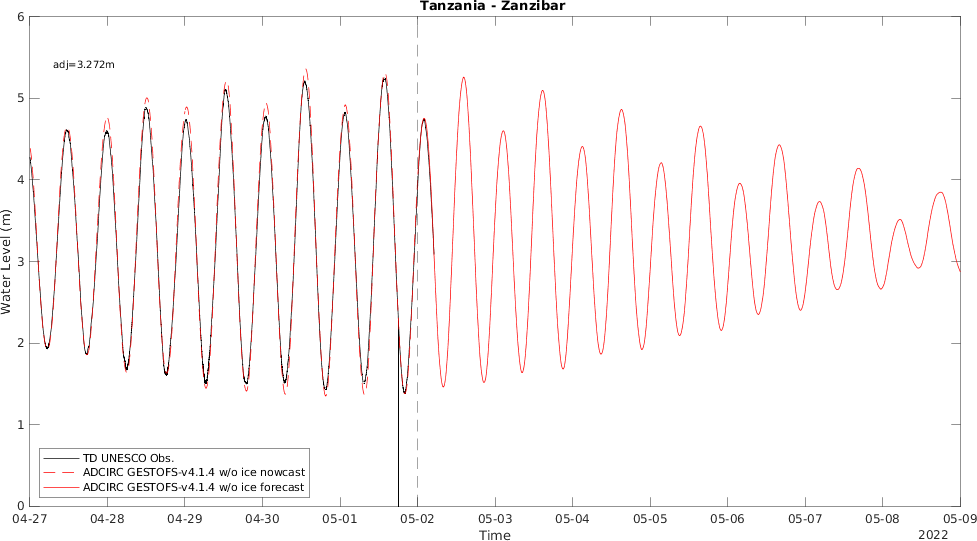 Tanzania - Zanzibar
adj=3.272m
Water Level (m)
6
5
4
3
2
1
0
TD UNESCO Obs.
ADCIRC GESTOFS-v4.1.4 w/o ice nowcast
ADCIRC GESTOFS-v4.1.4 w/o ice forecast
04-27 04-28 04-29 04-30 05-01 05-02 05-03 05-04 05-05 05-06 05-07 05-08 05-09
Time
2022